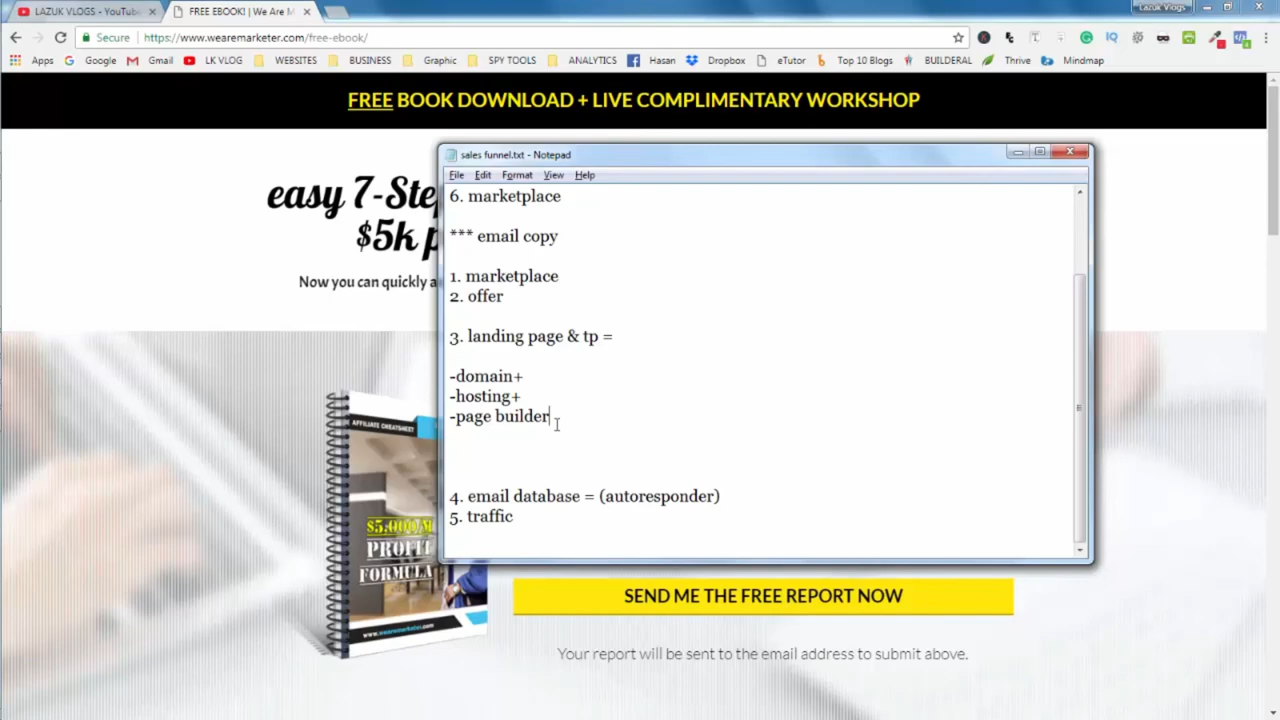 LAZUK VLOGS - YouTube
FREE EBOOK! | We Are M
Lazuk Vlogs
Secure
https://www.wearemarketer.com/free-ebook/
Apps
Google
Gmail
LK VLOG
WEBSITES
BUSINESS
Graphic
SPY TOOLS
ANALYTICS
Hasan
Dropbox
eTutor
Top 10 Blogs
BUILDERAL
Thrive
Mindmap
FREE BOOK DOWNLOAD + LIVE COMPLIMENTARY WORKSHOP
easy 7-Ste
$5k p
Now you can quickly a
sales funnel.txt - Notepad
File Edit Format View Help
6. marketplace
*** email copy
1. marketplace
2. offer
3. landing page & tp =
-domain+
-hosting+
-page builder
4. email database = (autoresponder)
5. traffic
AFFILIATE CHEATSHEET
$5,000/M
PROFIT
FORMULA
www.wearemarketer.com
SEND ME THE FREE REPORT NOW
Your report will be sent to the email address to submit above.